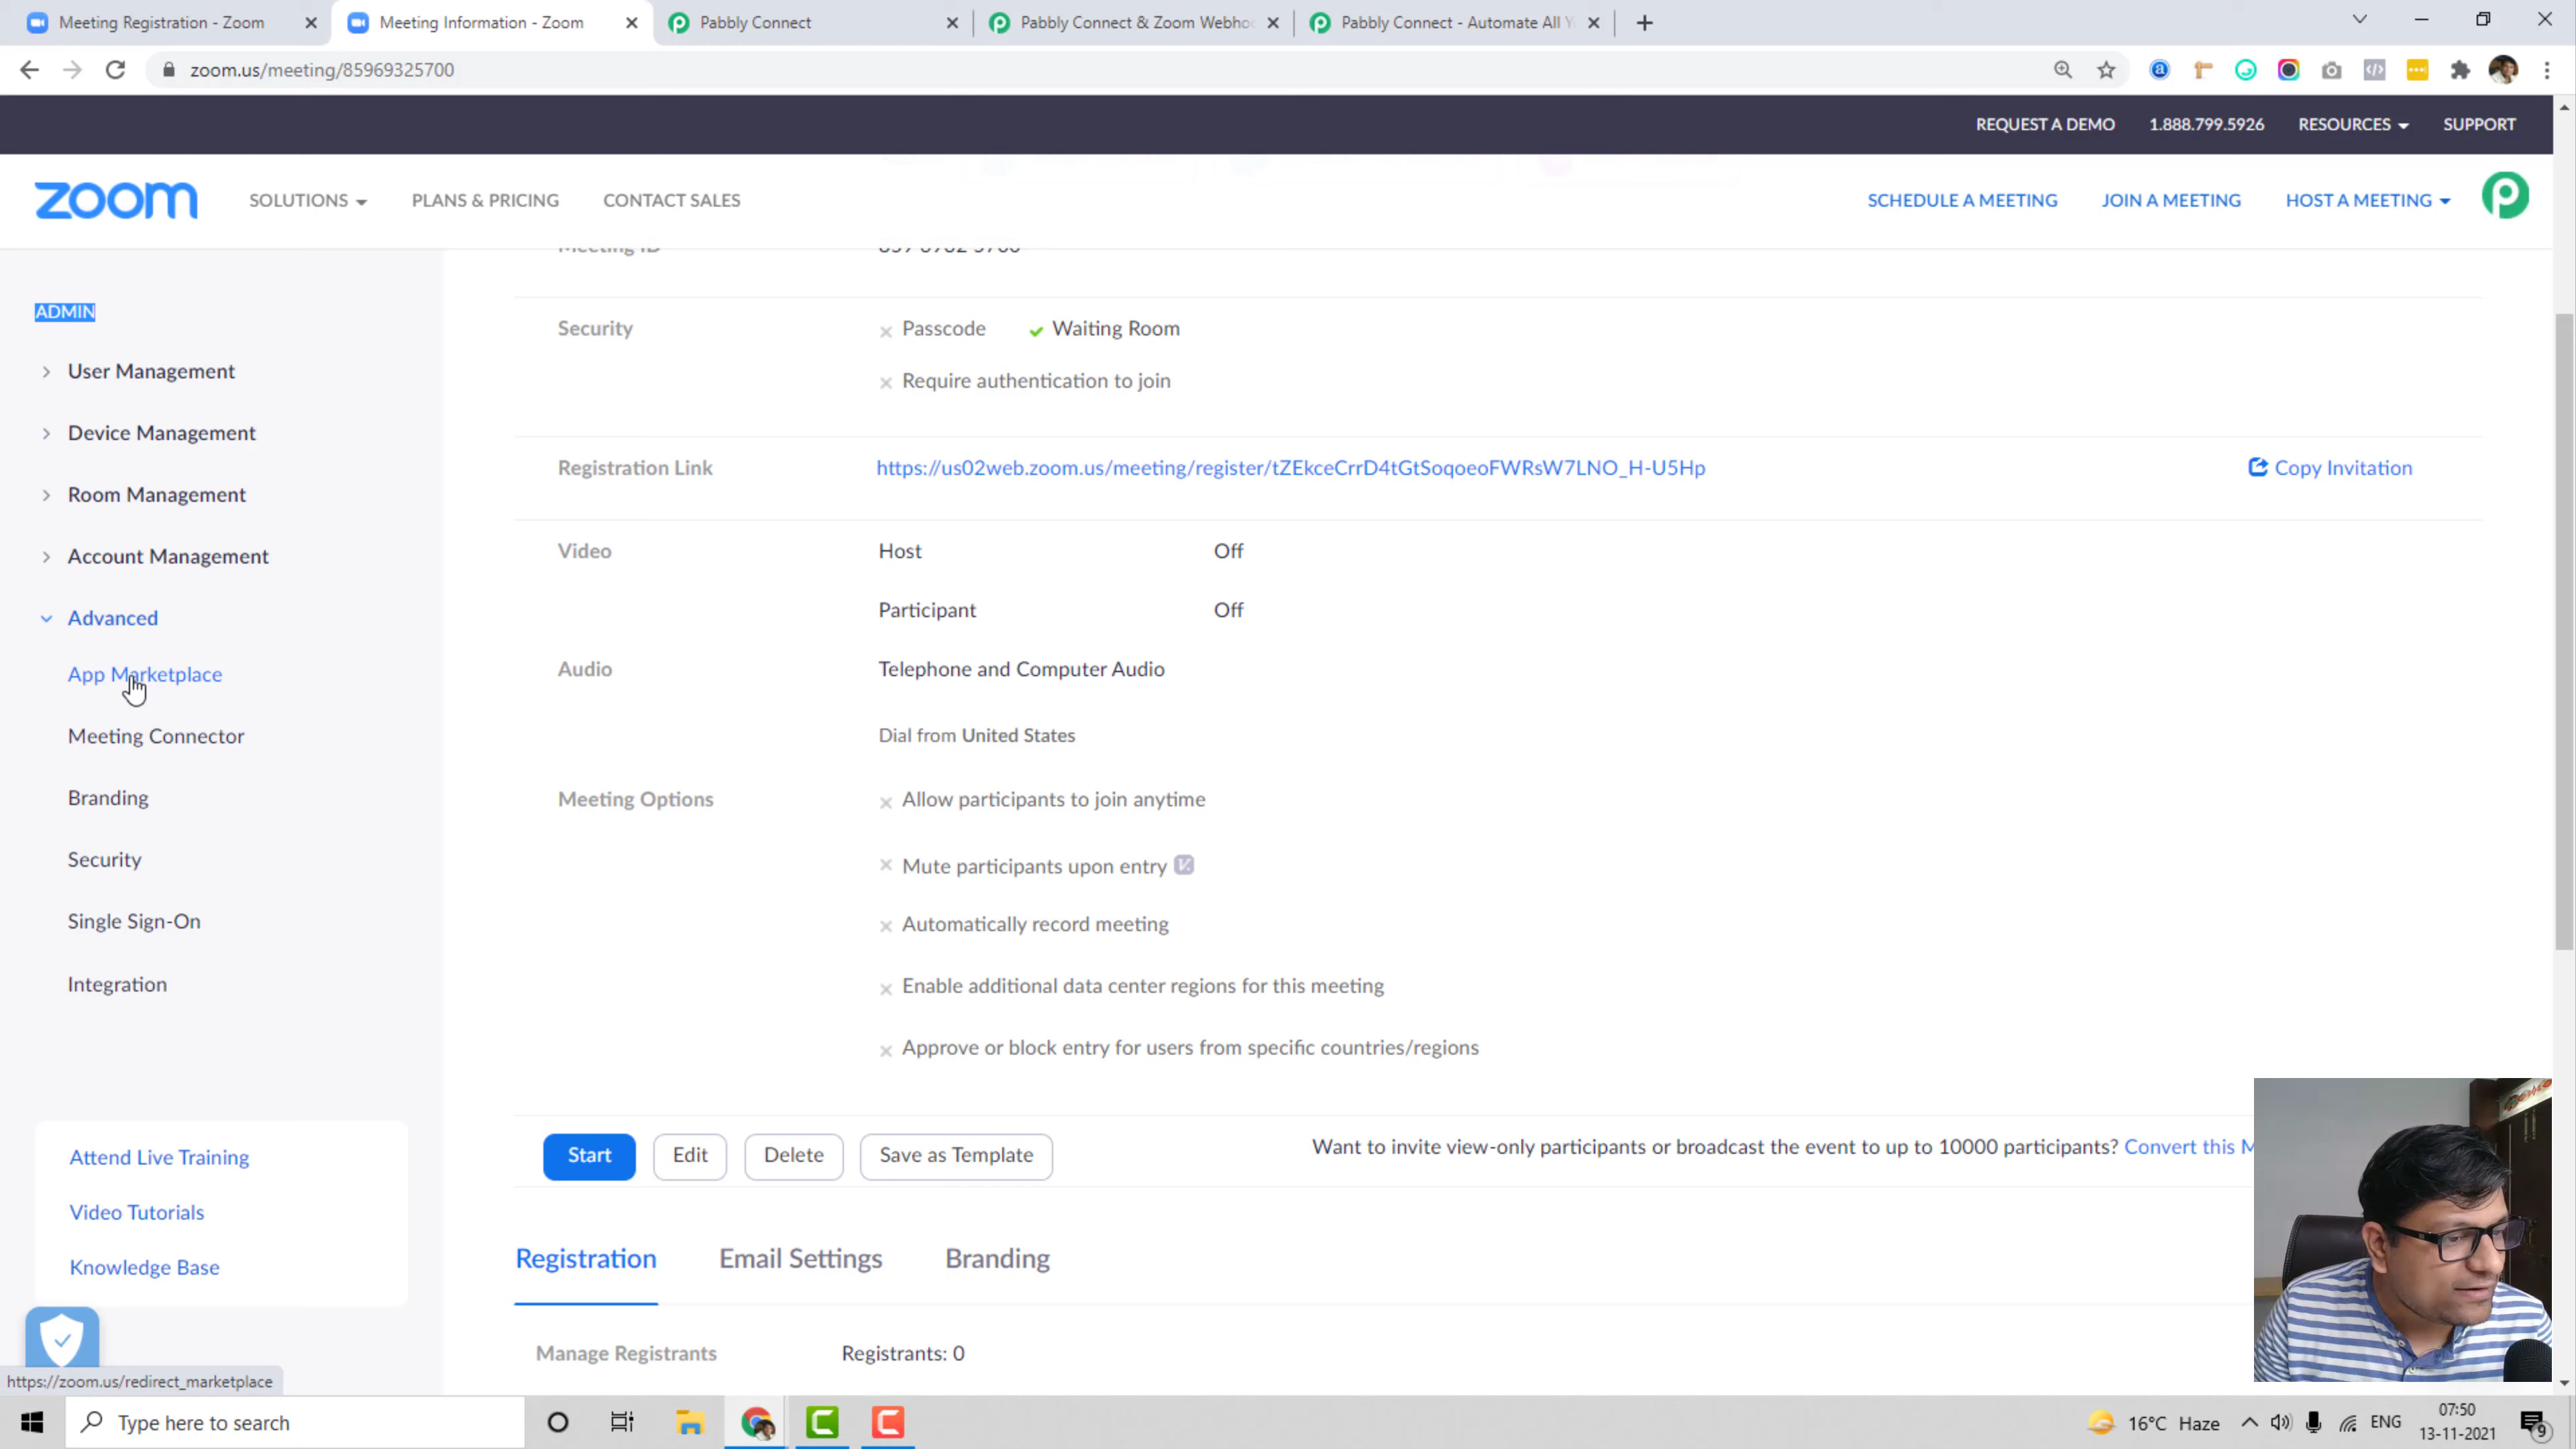 Meeting Registration - Zoom
Meeting Information - Zoom
Pabbly Connect
Pabbly Connect & Zoom Webho
Pabbly Connect - Automate All Y
zoom.us/meeting/85969325700
REQUEST A DEMO
1.888.799.5926
RESOURCES
SUPPORT
zoom
SOLUTIONS
PLANS & PRICING
CONTACT SALES
SCHEDULE A MEETING
JOIN A MEETING
HOST A MEETING
ADMIN
User Management
Device Management
Room Management
Account Management
Advanced
App Marketplace
Meeting Connector
Branding
Security
Single Sign-On
Integration
Attend Live Training
Video Tutorials
Knowledge Base
https://zoom.us/redirect_marketplace
Meeting ID
859 6932 5700
Security
Passcode
Waiting Room
Require authentication to join
Registration Link
https://us02web.zoom.us/meeting/register/tZEkceCrrD4tGtSoqoeoFWRsW7LNO_H-U5Hp
Copy Invitation
Video
Host
Off
Participant
Off
Audio
Telephone and Computer Audio
Dial from United States
Meeting Options
Allow participants to join anytime
Mute participants upon entry
Automatically record meeting
Enable additional data center regions for this meeting
Approve or block entry for users from specific countries/regions
Start
Edit
Delete
Save as Template
Want to invite view-only participants or broadcast the event to up to 10000 participants? Convert this M
Registration
Email Settings
Branding
Manage Registrants
Registrants: 0
Type here to search
16°C Haze
ENG
07:50
13-11-2021
9